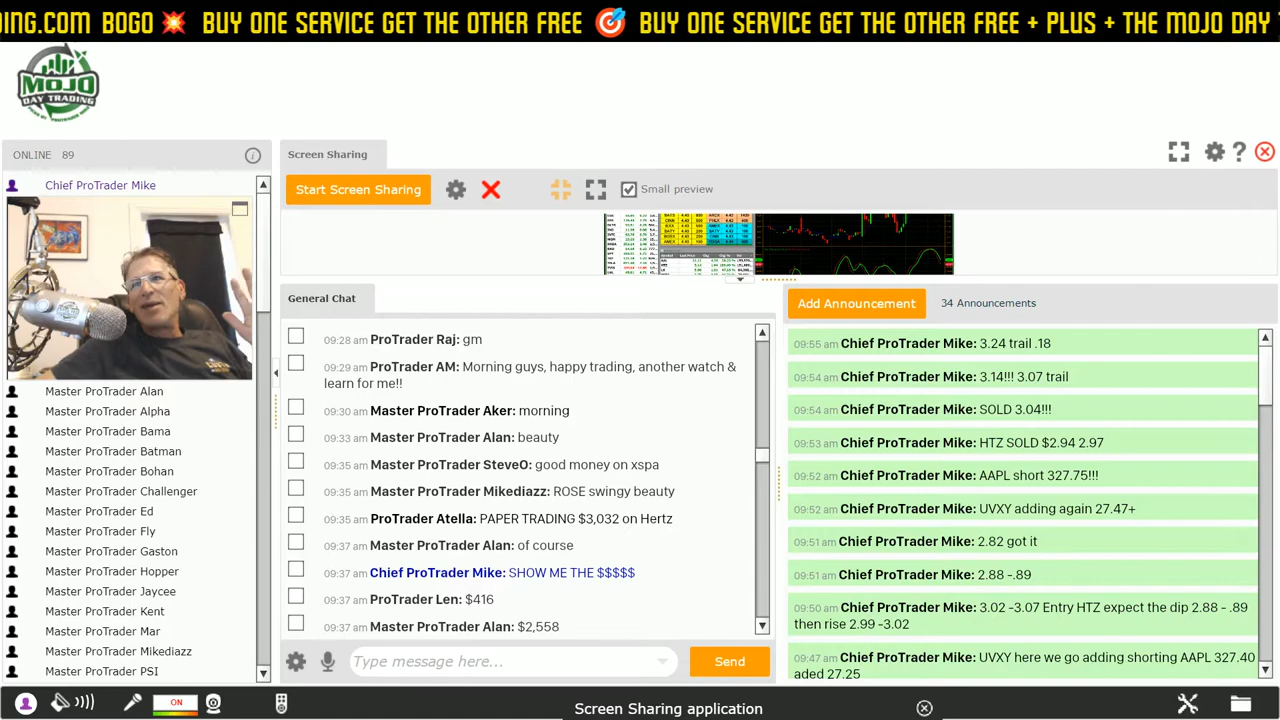 DING.COM BOGO💥 BUY ONE SERVICE GET THE OTHER FREE 🎯 BUY ONE SERVICE GET THE OTHER FREE + PLUS + THE MOJO DAY
MOJO
DAY TRADING
ONLINE 89
Chief ProTrader Mike
Master ProTrader Alan
Master ProTrader Alpha
Master ProTrader Bama
Master ProTrader Batman
Master ProTrader Bohan
Master ProTrader Challenger
Master ProTrader Ed
Master ProTrader Fly
Master ProTrader Gaston
Master ProTrader Hopper
Master ProTrader Jaycee
Master ProTrader Kent
Master ProTrader Mar
Master ProTrader Mikediazz
Master ProTrader PSI
Screen Sharing
Start Screen Sharing
Small preview
General Chat
09:28 am ProTrader Raj: gm
09:29 am ProTrader AM: Morning guys, happy trading, another watch &
learn for me!!
09:30 am Master ProTrader Aker: morning
09:33 am Master ProTrader Alan: beauty
09:35 am Master ProTrader SteveO: good money on xspa
09:35 am Master ProTrader Mikediazz: ROSE swingy beauty
09:35 am ProTrader Atella: PAPER TRADING $3,032 on Hertz
09:37 am Master ProTrader Alan: of course
09:37 am Chief ProTrader Mike: SHOW ME THE $$$$$
09:37 am ProTrader Len: $416
09:37 am Master ProTrader Alan: $2,558
Type message here...
Send
Add Announcement
34 Announcements
09:55 am Chief ProTrader Mike: 3.24 trail .18
09:54 am Chief ProTrader Mike: 3.14!!! 3.07 trail
09:54 am Chief ProTrader Mike: SOLD 3.04!!!
09:53 am Chief ProTrader Mike: HTZ SOLD $2.94 2.97
09:52 am Chief ProTrader Mike: AAPL short 327.75!!!
09:52 am Chief ProTrader Mike: UVXY adding again 27.47+
09:51 am Chief ProTrader Mike: 2.82 got it
09:51 am Chief ProTrader Mike: 2.88 -.89
09:50 am Chief ProTrader Mike: 3.02 -3.07 Entry HTZ expect the dip 2.88 - .89
then rise 2.99 -3.02
09:47 am Chief ProTrader Mike: UVXY here we go adding shorting AAPL 327.40
aded 27.25
ON
Screen Sharing application